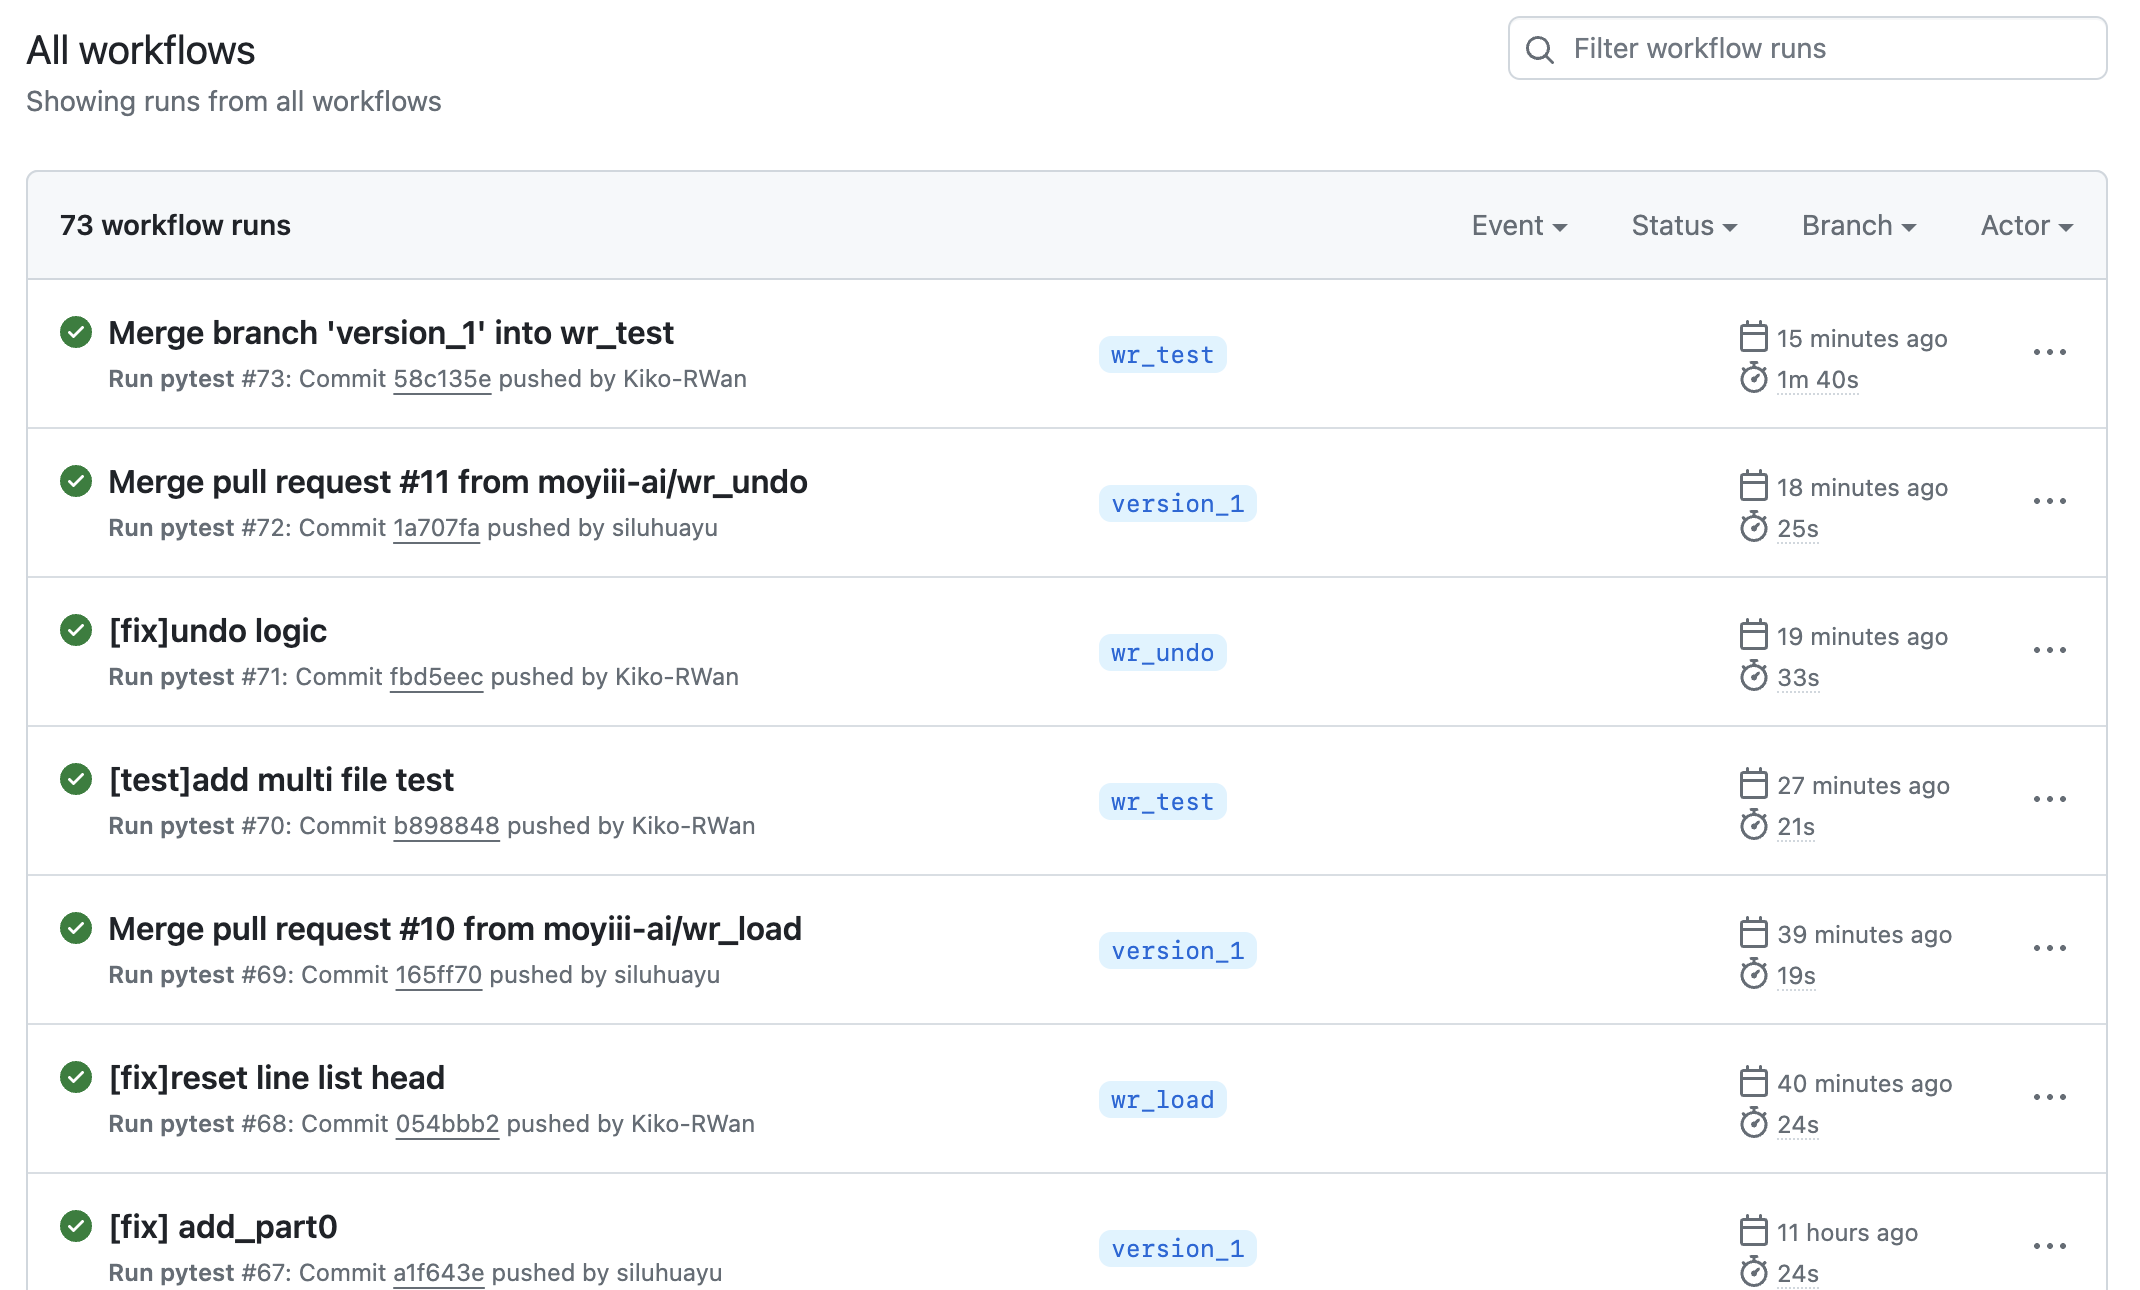 All workflows
Filter workflow runs
Showing runs from all workflows
73 workflow runs
Event
Status
Branch
Actor
Merge branch 'version_1' into wr_test
Run pytest #73: Commit 58c135e pushed by Kiko-RWan
wr_test
15 minutes ago
1m 40s
Merge pull request #11 from moyiii-ai/wr_undo
Run pytest #72: Commit 1a707fa pushed by siluhuayu
version_1
18 minutes ago
25s
[fix]undo logic
Run pytest #71: Commit fbd5eec pushed by Kiko-RWan
wr_undo
19 minutes ago
33s
[test]add multi file test
Run pytest #70: Commit b898848 pushed by Kiko-RWan
wr_test
27 minutes ago
21s
Merge pull request #10 from moyiii-ai/wr_load
Run pytest #69: Commit 165ff70 pushed by siluhuayu
version_1
39 minutes ago
19s
[fix]reset line list head
Run pytest #68: Commit 054bbb2 pushed by Kiko-RWan
wr_load
40 minutes ago
24s
[fix] add_part0
Run pytest #67: Commit a1f643e pushed by siluhuayu
version_1
11 hours ago
24s